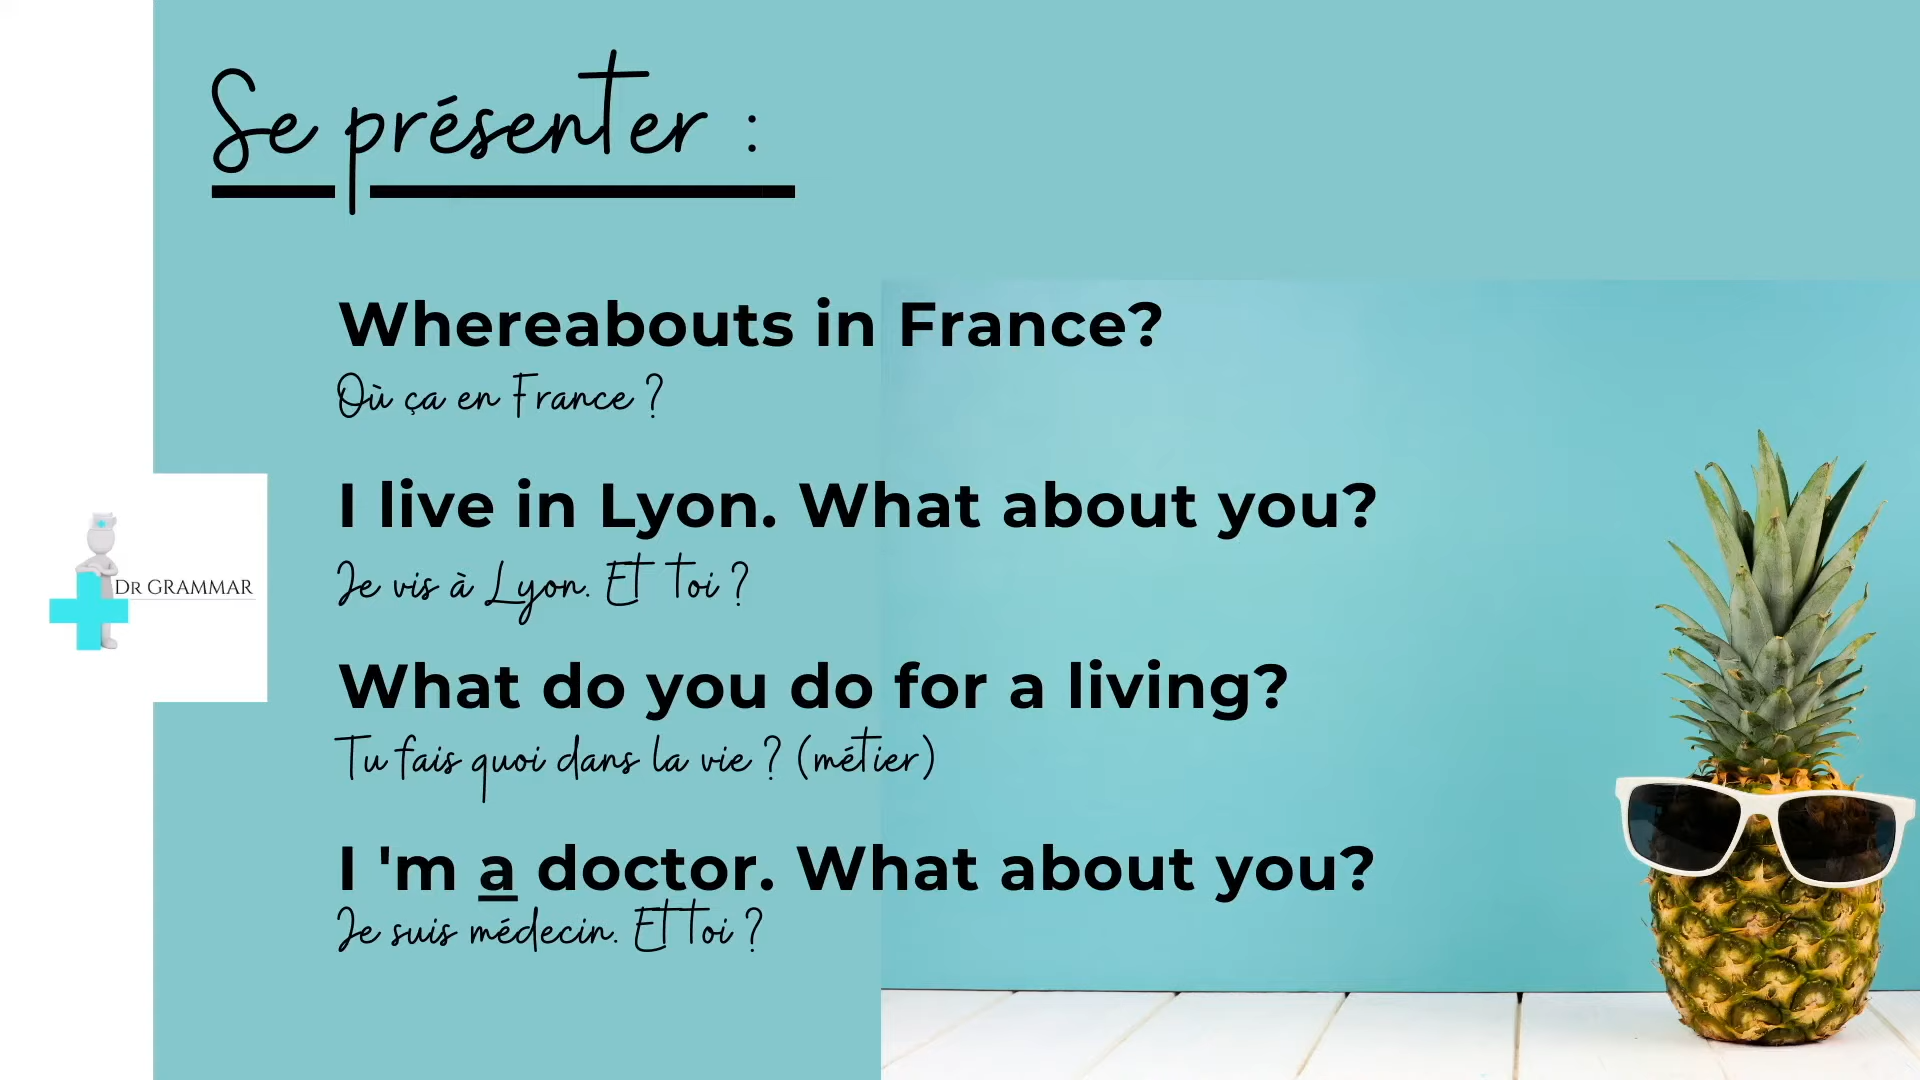 Se présenter :
Whereabouts in France?
Où ça en France ?
I live in Lyon. What about you?
Je vis à Lyon. Et toi ?
DR GRAMMAR
What do you do for a living?
Tu fais quoi dans la vie ? (métier)
I 'm a doctor. What about you?
Je suis médecin. Et toi ?